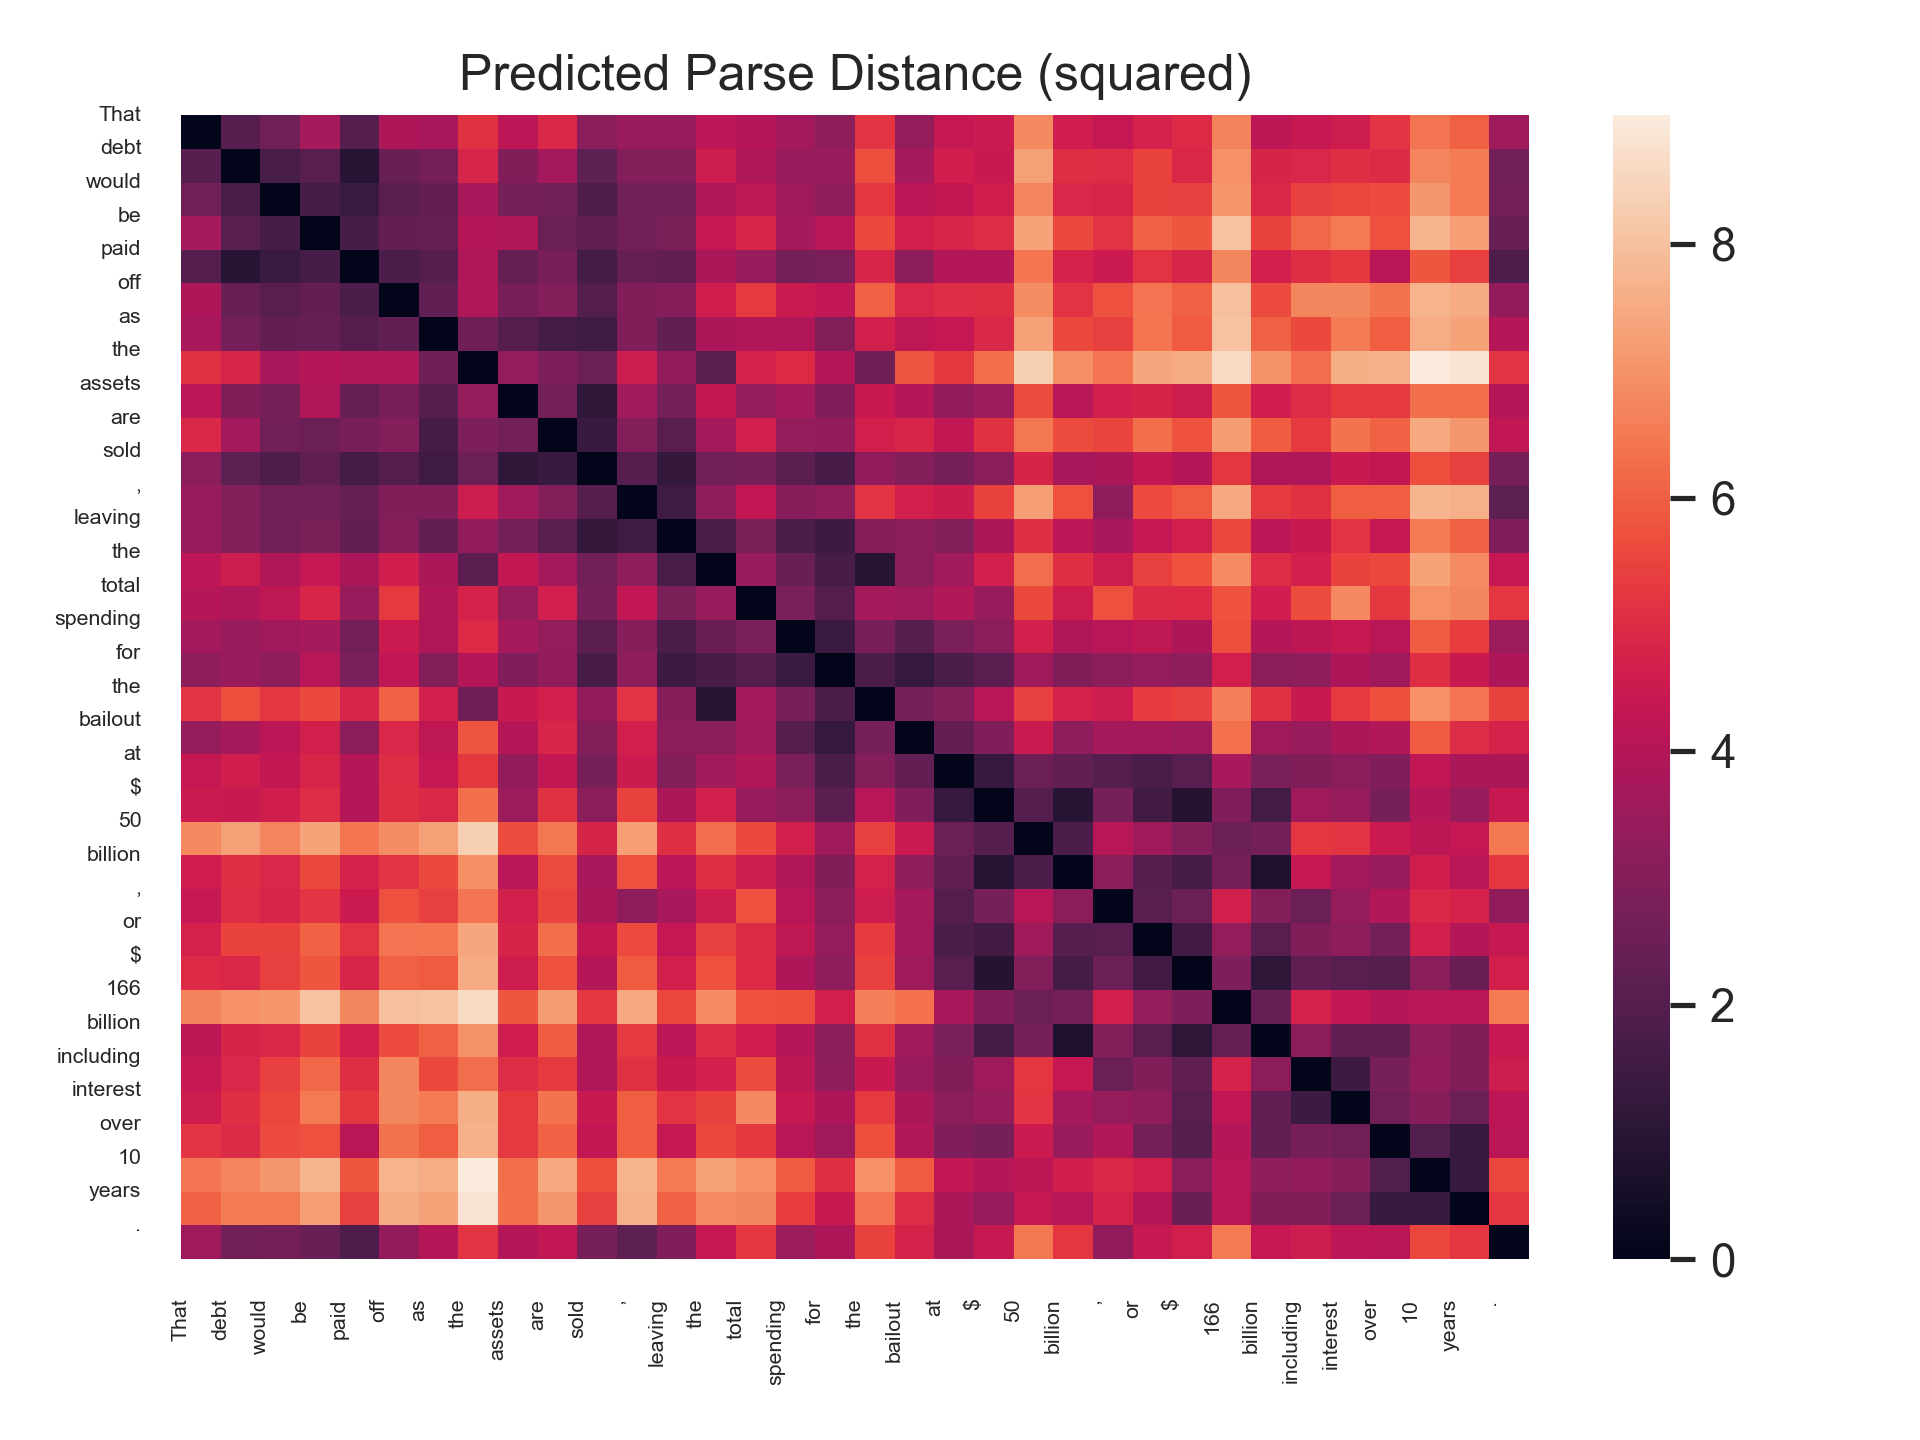 Predicted Parse Distance (squared)
That
debt
would
be
paid
off
as
the
assets
are
sold
,
leaving
the
total
spending
for
the
bailout
at
$
50
billion
,
or
$
166
billion
including
interest
over
10
years
.
8
6
4
2
0
That
debt
would
be
paid
off
as
the
assets
are
sold
,
leaving
the
total
spending
for
the
bailout
at
$
50
billion
,
or
$
166
billion
including
interest
over
10
years
.